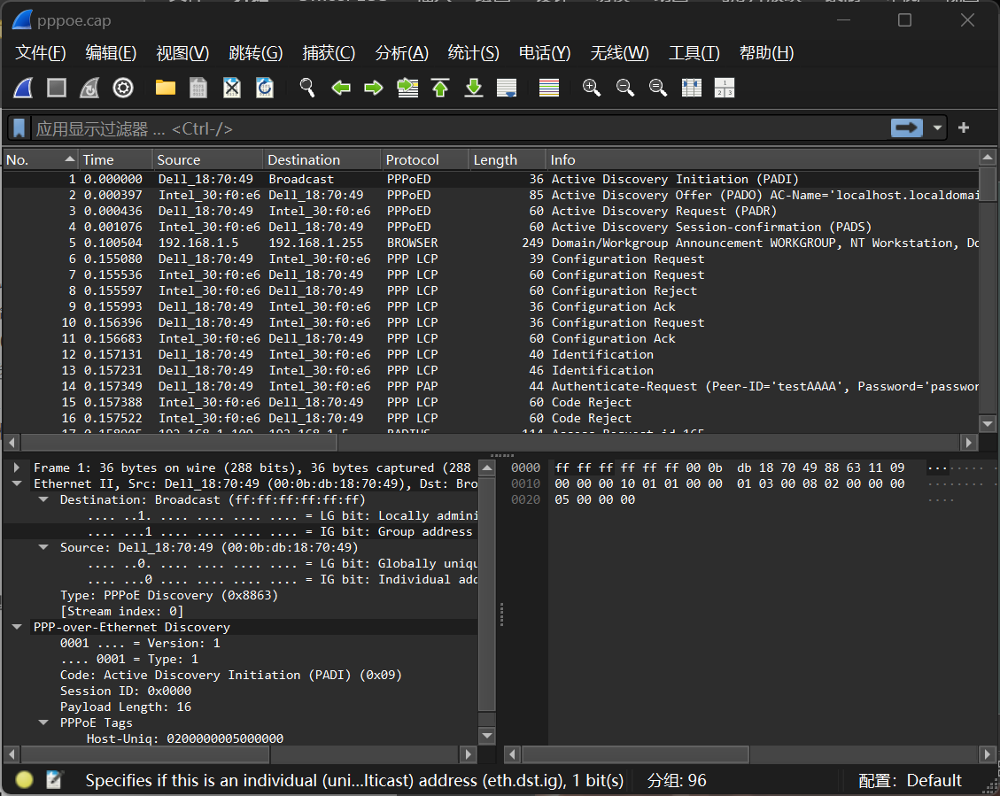 pppoe.cap
文件(F) 编辑(E) 视图(V) 跳转(G) 捕获(C) 分析(A) 统计(S) 电话(Y) 无线(W) 工具(T) 帮助(H)
应用显示过滤器 … <Ctrl-/>
No. Time Source Destination Protocol Length Info
1 0.000000 Dell_18:70:49 Broadcast PPPoED 36 Active Discovery Initiation (PADI)
2 0.000397 Intel_30:f0:e6 Dell_18:70:49 PPPoED 85 Active Discovery Offer (PADO) AC-Name='localhost.localdomai
3 0.000436 Dell_18:70:49 Intel_30:f0:e6 PPPoED 60 Active Discovery Request (PADR)
4 0.001076 Intel_30:f0:e6 Dell_18:70:49 PPPoED 60 Active Discovery Session-confirmation (PADS)
5 0.100504 192.168.1.5 192.168.1.255 BROWSER 249 Domain/Workgroup Announcement WORKGROUP, NT Workstation, Do
6 0.155080 Dell_18:70:49 Intel_30:f0:e6 PPP LCP 39 Configuration Request
7 0.155536 Intel_30:f0:e6 Dell_18:70:49 PPP LCP 60 Configuration Request
8 0.155597 Intel_30:f0:e6 Dell_18:70:49 PPP LCP 60 Configuration Reject
9 0.155993 Dell_18:70:49 Intel_30:f0:e6 PPP LCP 36 Configuration Ack
10 0.156396 Dell_18:70:49 Intel_30:f0:e6 PPP LCP 36 Configuration Request
11 0.156683 Intel_30:f0:e6 Dell_18:70:49 PPP LCP 60 Configuration Ack
12 0.157131 Dell_18:70:49 Intel_30:f0:e6 PPP LCP 40 Identification
13 0.157231 Dell_18:70:49 Intel_30:f0:e6 PPP LCP 46 Identification
14 0.157349 Dell_18:70:49 Intel_30:f0:e6 PPP PAP 44 Authenticate-Request (Peer-ID='testAAAA', Password='passwor
15 0.157388 Intel_30:f0:e6 Dell_18:70:49 PPP LCP 60 Code Reject
16 0.157522 Intel_30:f0:e6 Dell_18:70:49 PPP LCP 60 Code Reject
Frame 1: 36 bytes on wire (288 bits), 36 bytes captured (288
Ethernet II, Src: Dell_18:70:49 (00:0b:db:18:70:49), Dst: Bro
Destination: Broadcast (ff:ff:ff:ff:ff:ff)
.... ..1. .... .... .... .... = LG bit: Locally admini
.... ...1 .... .... .... .... = IG bit: Group address
Source: Dell_18:70:49 (00:0b:db:18:70:49)
.... ..0. .... .... .... .... = LG bit: Globally uniqu
.... ...0 .... .... .... .... = IG bit: Individual add
Type: PPPoE Discovery (0x8863)
[Stream index: 0]
PPP-over-Ethernet Discovery
0001 .... = Version: 1
.... 0001 = Type: 1
Code: Active Discovery Initiation (PADI) (0x09)
Session ID: 0x0000
Payload Length: 16
PPPoE Tags
Host-Uniq: 0200000005000000
0000 ff ff ff ff ff ff 00 0b db 18 70 49 88 63 11 09
0010 00 00 00 10 01 01 00 00 01 03 00 08 02 00 00 00
0020 05 00 00 00
Specifies if this is an individual (uni…lticast) address (eth.dst.ig), 1 bit(s) 分组: 96 配置: Default